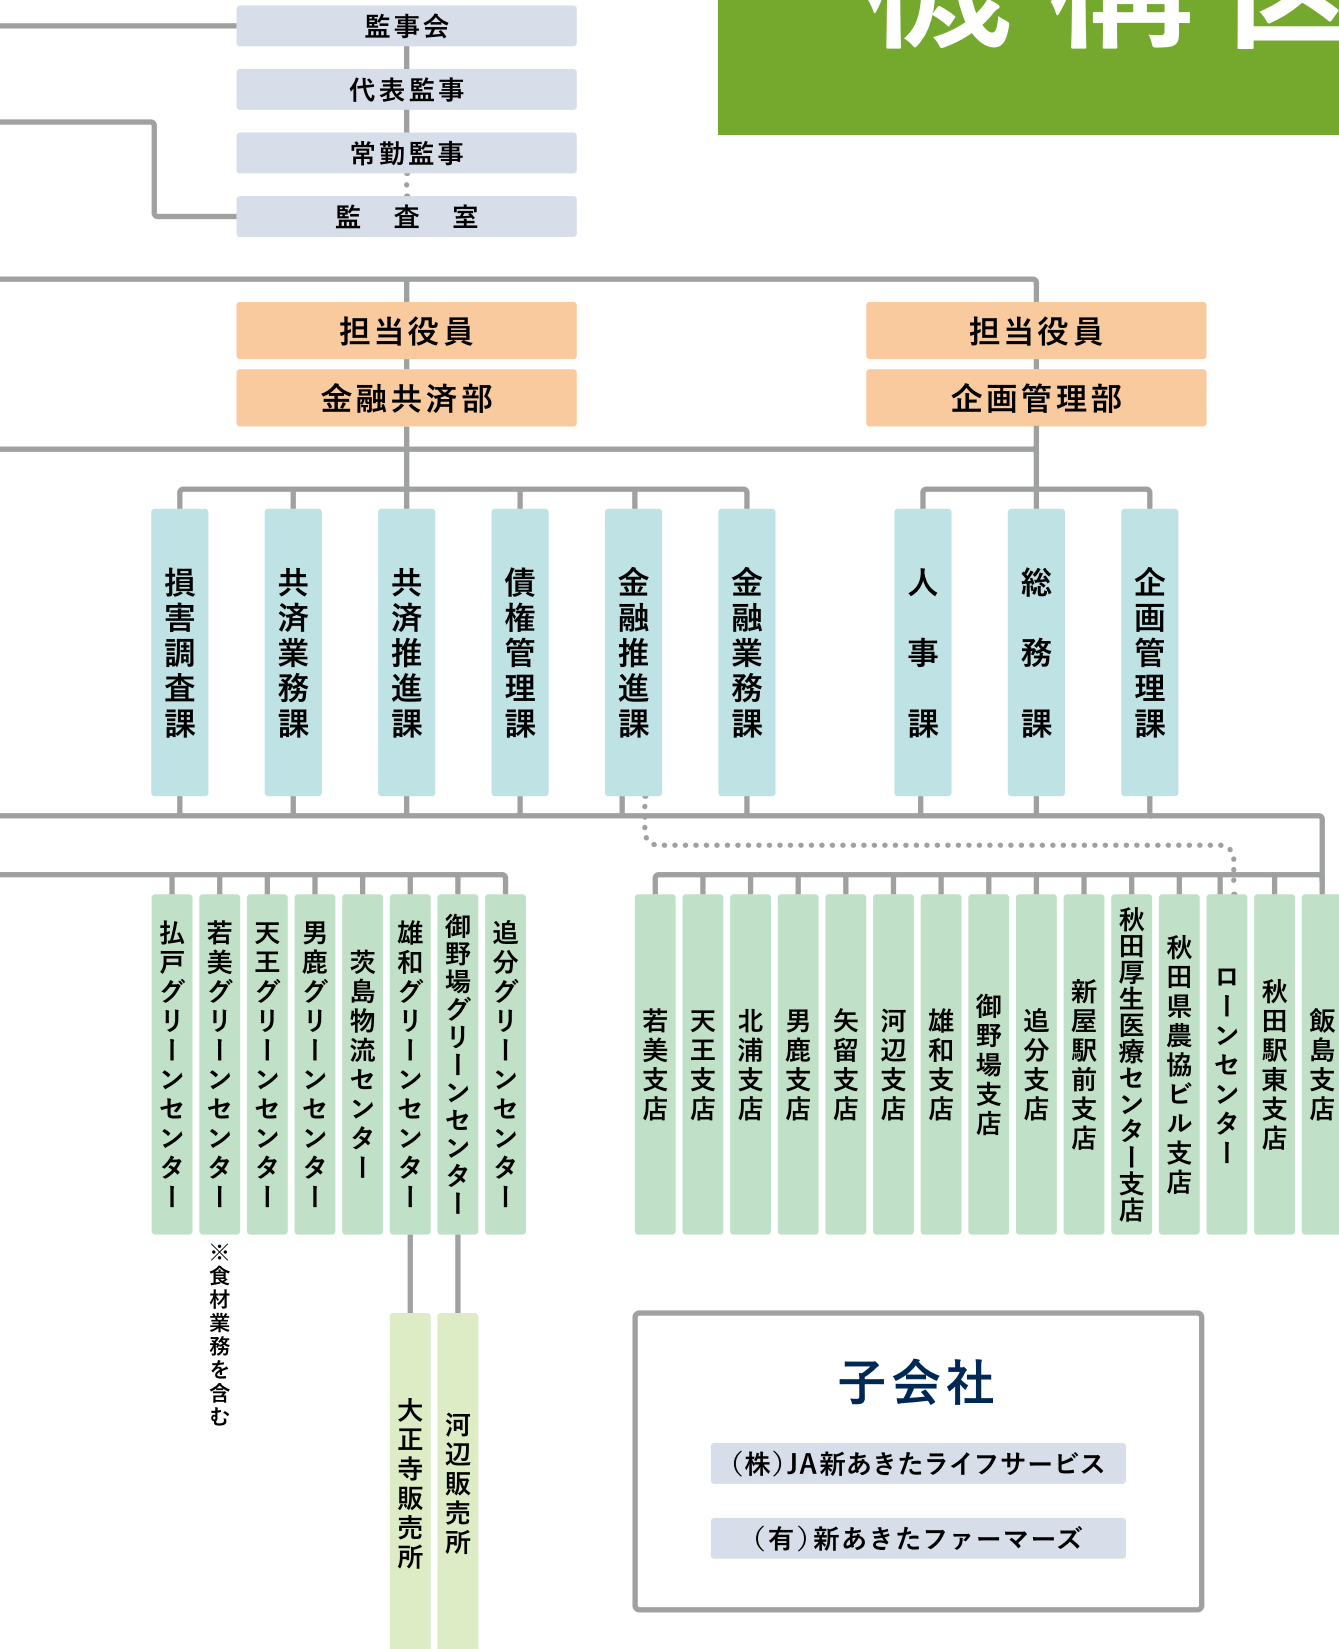 機構図
監事会
代表監事
常勤監事
監　査　室
担当役員
担当役員
金融共済部
企画管理部
損害調査課
共済業務課
共済推進課
債権管理課
金融推進課
金融業務課
人　事　課
総　務　課
企画管理課
払戸グリーンセンター
若美グリーンセンター
天王グリーンセンター
男鹿グリーンセンター
茨島物流センター
雄和グリーンセンター
御野場グリーンセンター
追分グリーンセンター
若美支店
天王支店
北浦支店
男鹿支店
矢留支店
河辺支店
雄和支店
御野場支店
追分支店
新屋駅前支店
秋田厚生医療センター支店
秋田県農協ビル支店
ローンセンター
秋田駅東支店
飯島支店
※食材業務を含む
大正寺販売所
河辺販売所
子会社
（株）JA新あきたライフサービス
（有）新あきたファーマーズ